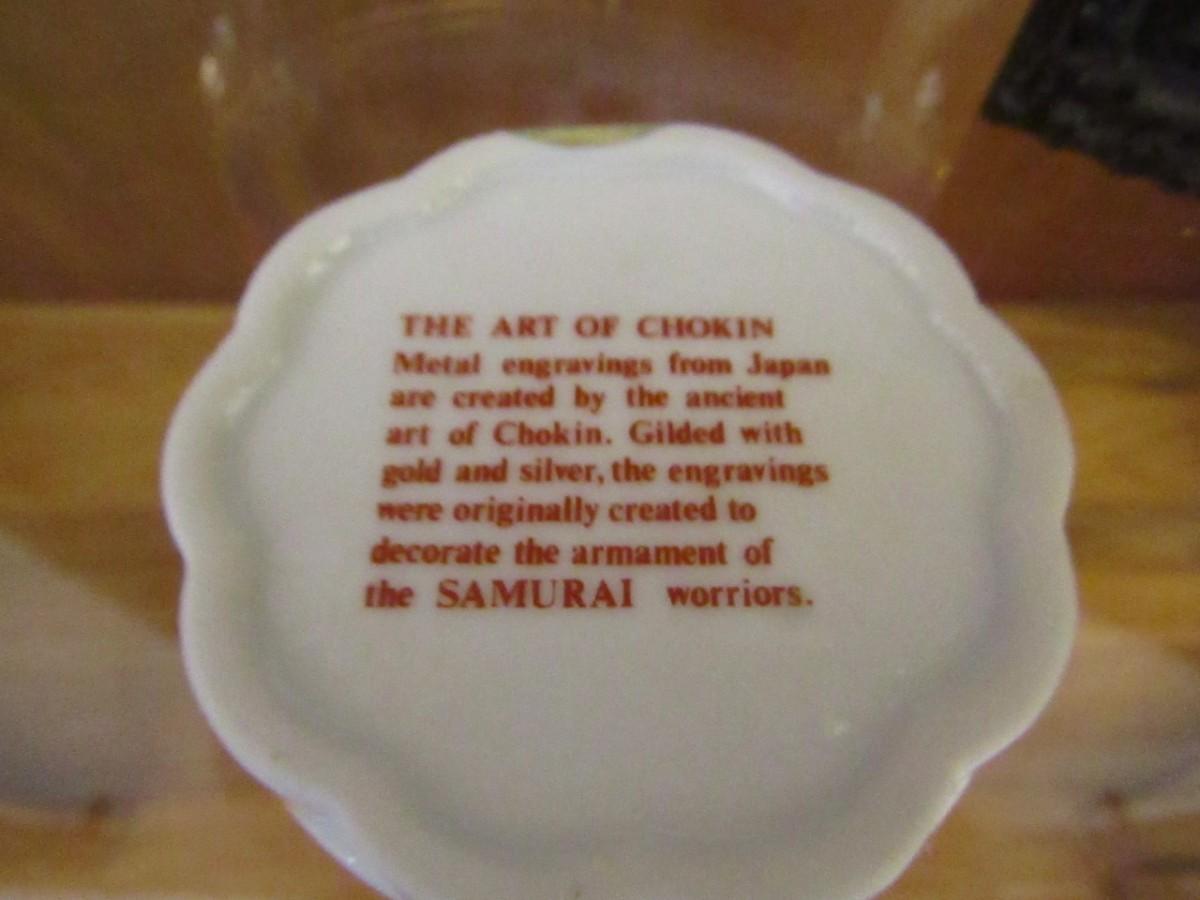 THE ART OF CHOKIN
Metal engravings from Japan
are created by the ancient
art of Chokin. Gilded with
gold and silver, the engravings
were originally created to
decorate the armament of
the SAMURAI worriors.